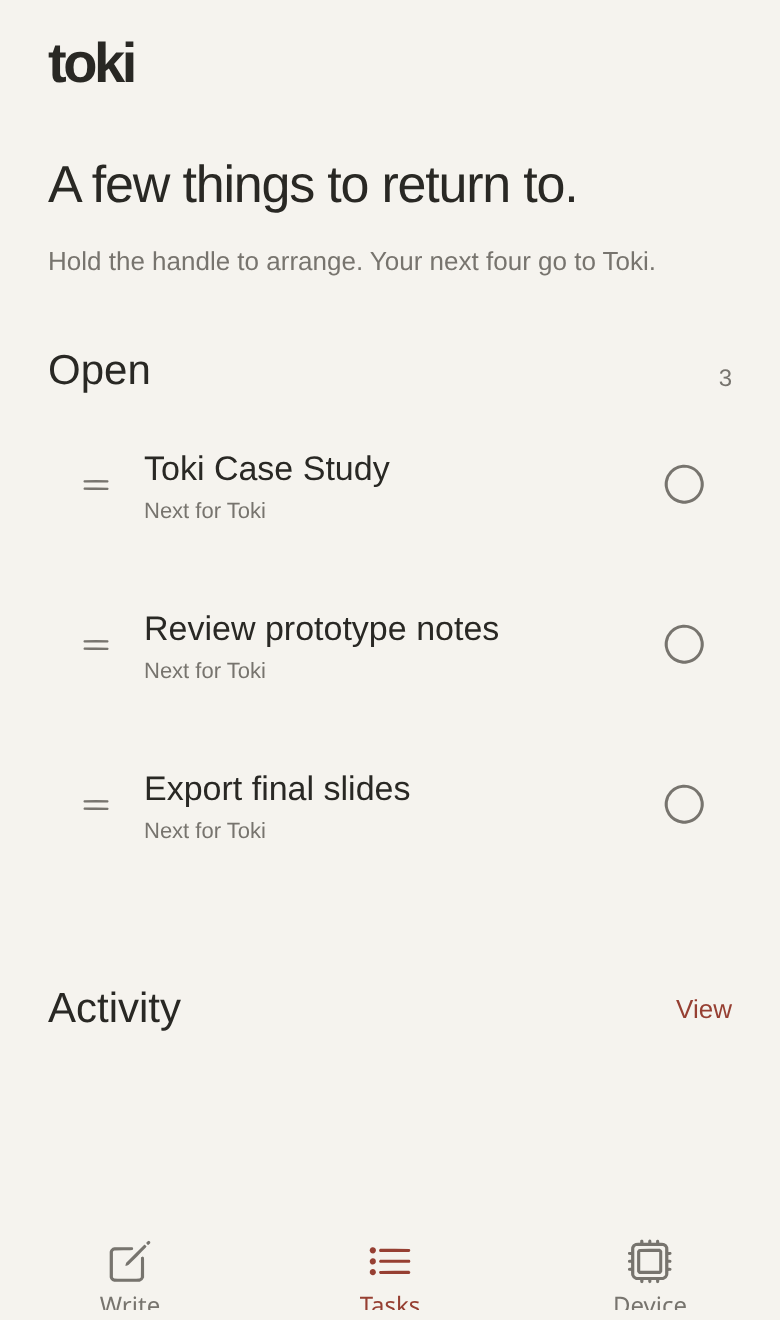 toki
A few things to return to.
Hold the handle to arrange. Your next four go to Toki.
Open
3
Toki Case Study
Next for Toki
Review prototype notes
Next for Toki
Export final slides
Next for Toki
Activity
View
Write
Tasks
Device